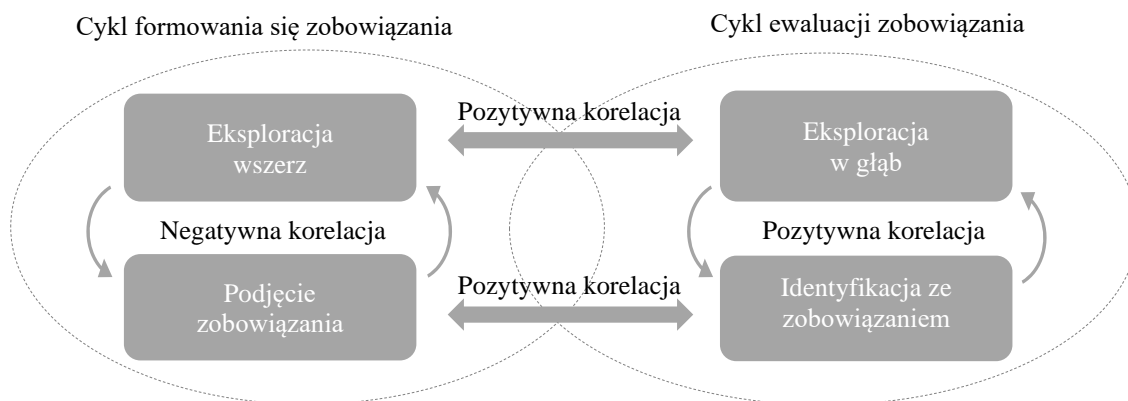 Cykl formowania się zobowiązania
Cykl ewaluacji zobowiązania
Eksploracja
wszerz
Pozytywna korelacja
Eksploracja
w głąb
Negatywna korelacja
Pozytywna korelacja
Podjęcie
zobowiązania
Pozytywna korelacja
Identyfikacja ze
zobowiązaniem